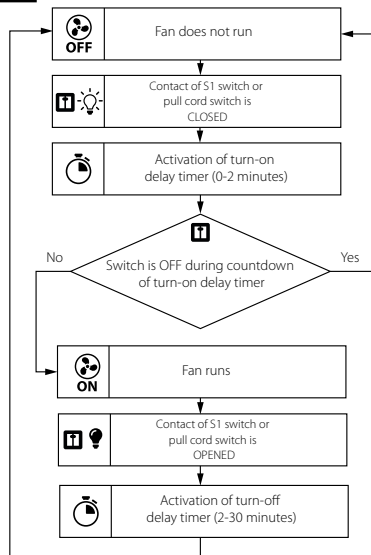 OFF
Fan does not run
Contact of S1 switch or
pull cord switch is
CLOSED
Activation of turn-on
delay timer (0-2 minutes)
No
Yes
Switch is OFF during countdown
of turn-on delay timer
ON
Fan runs
Contact of S1 switch or
pull cord switch is
OPENED
Activation of turn-off
delay timer (2-30 minutes)